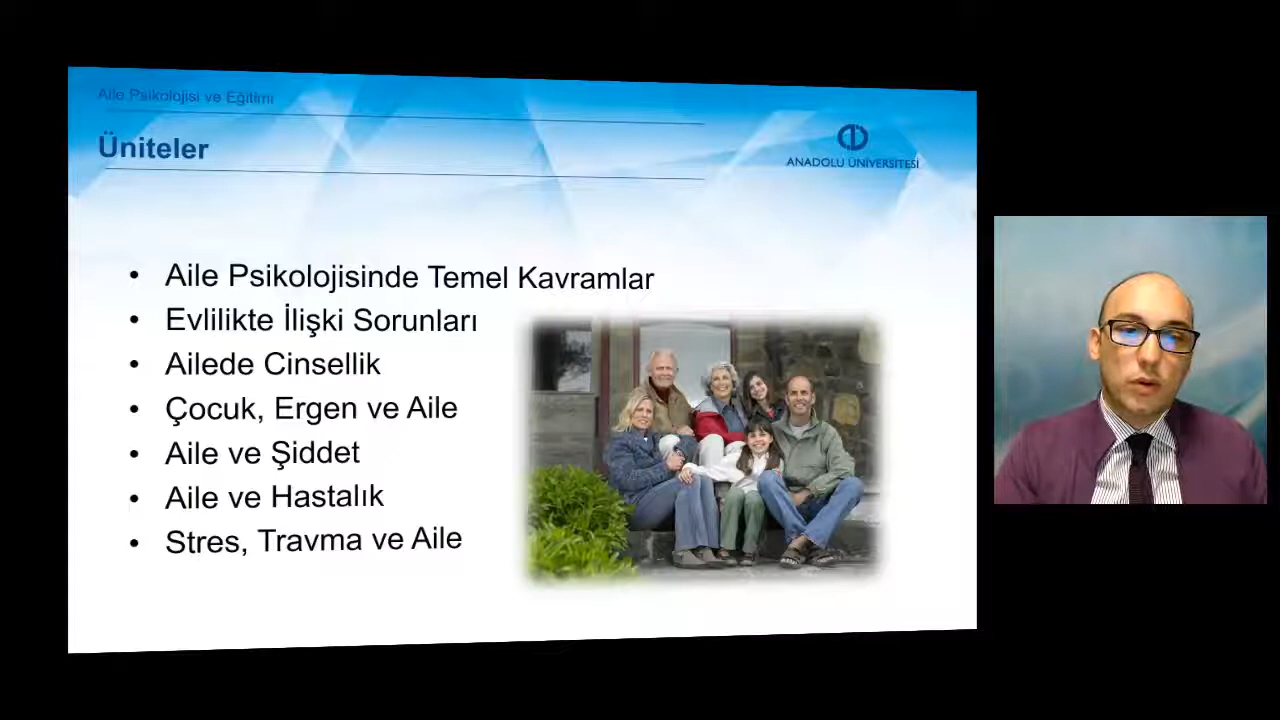 Aile Psikolojisi ve Eğitimi
Üniteler
ANADOLU ÜNİVERSİTESİ
• Aile Psikolojisinde Temel Kavramlar
• Evlilikte İlişki Sorunları
• Ailede Cinsellik
• Çocuk, Ergen ve Aile
• Aile ve Şiddet
• Aile ve Hastalık
• Stres, Travma ve Aile